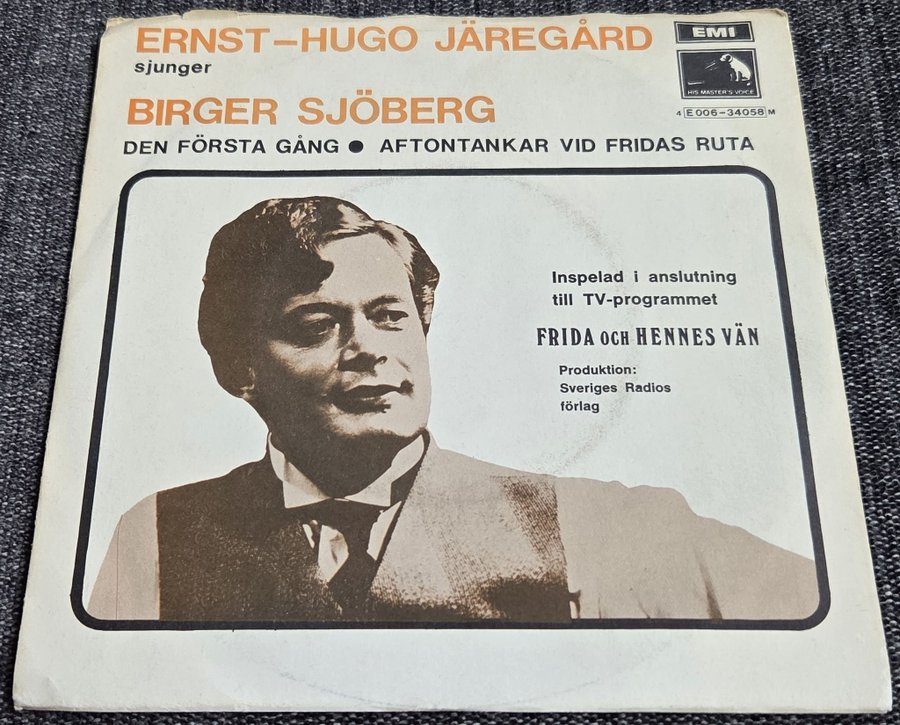 ERNST-HUGO JÄREGÅRD
sjunger
BIRGER SJÖBERG
DEN FÖRSTA GÅNG ● AFTONTANKAR VID FRIDAS RUTA
EMI
HIS MASTER'S VOICE
4 E 006-34058 M
Inspelad i anslutning
till TV-programmet
FRIDA OCH HENNES VÄN
Produktion:
Sveriges Radios
förlag